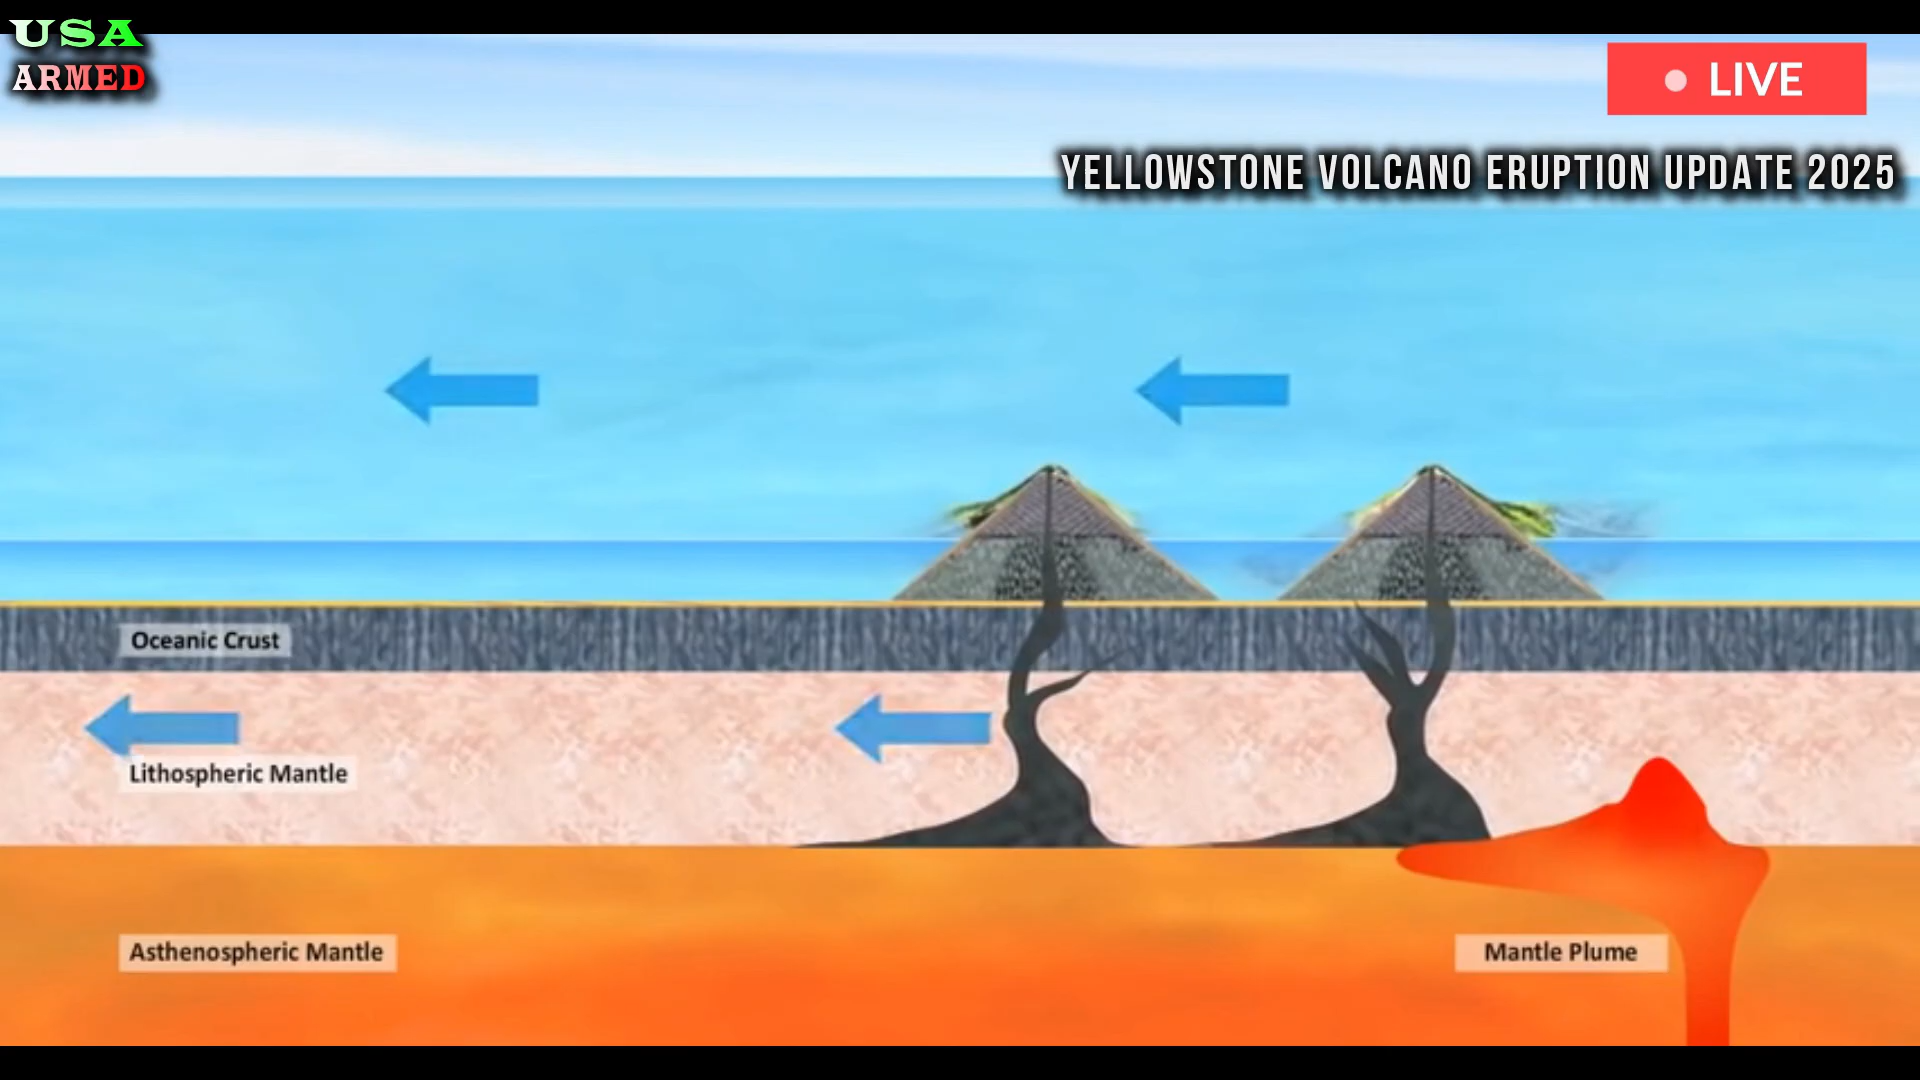 USA
ARMED
LIVE
YELLOWSTONE VOLCANO ERUPTION UPDATE 2025
Oceanic Crust
Lithospheric Mantle
Asthenospheric Mantle
Mantle Plume